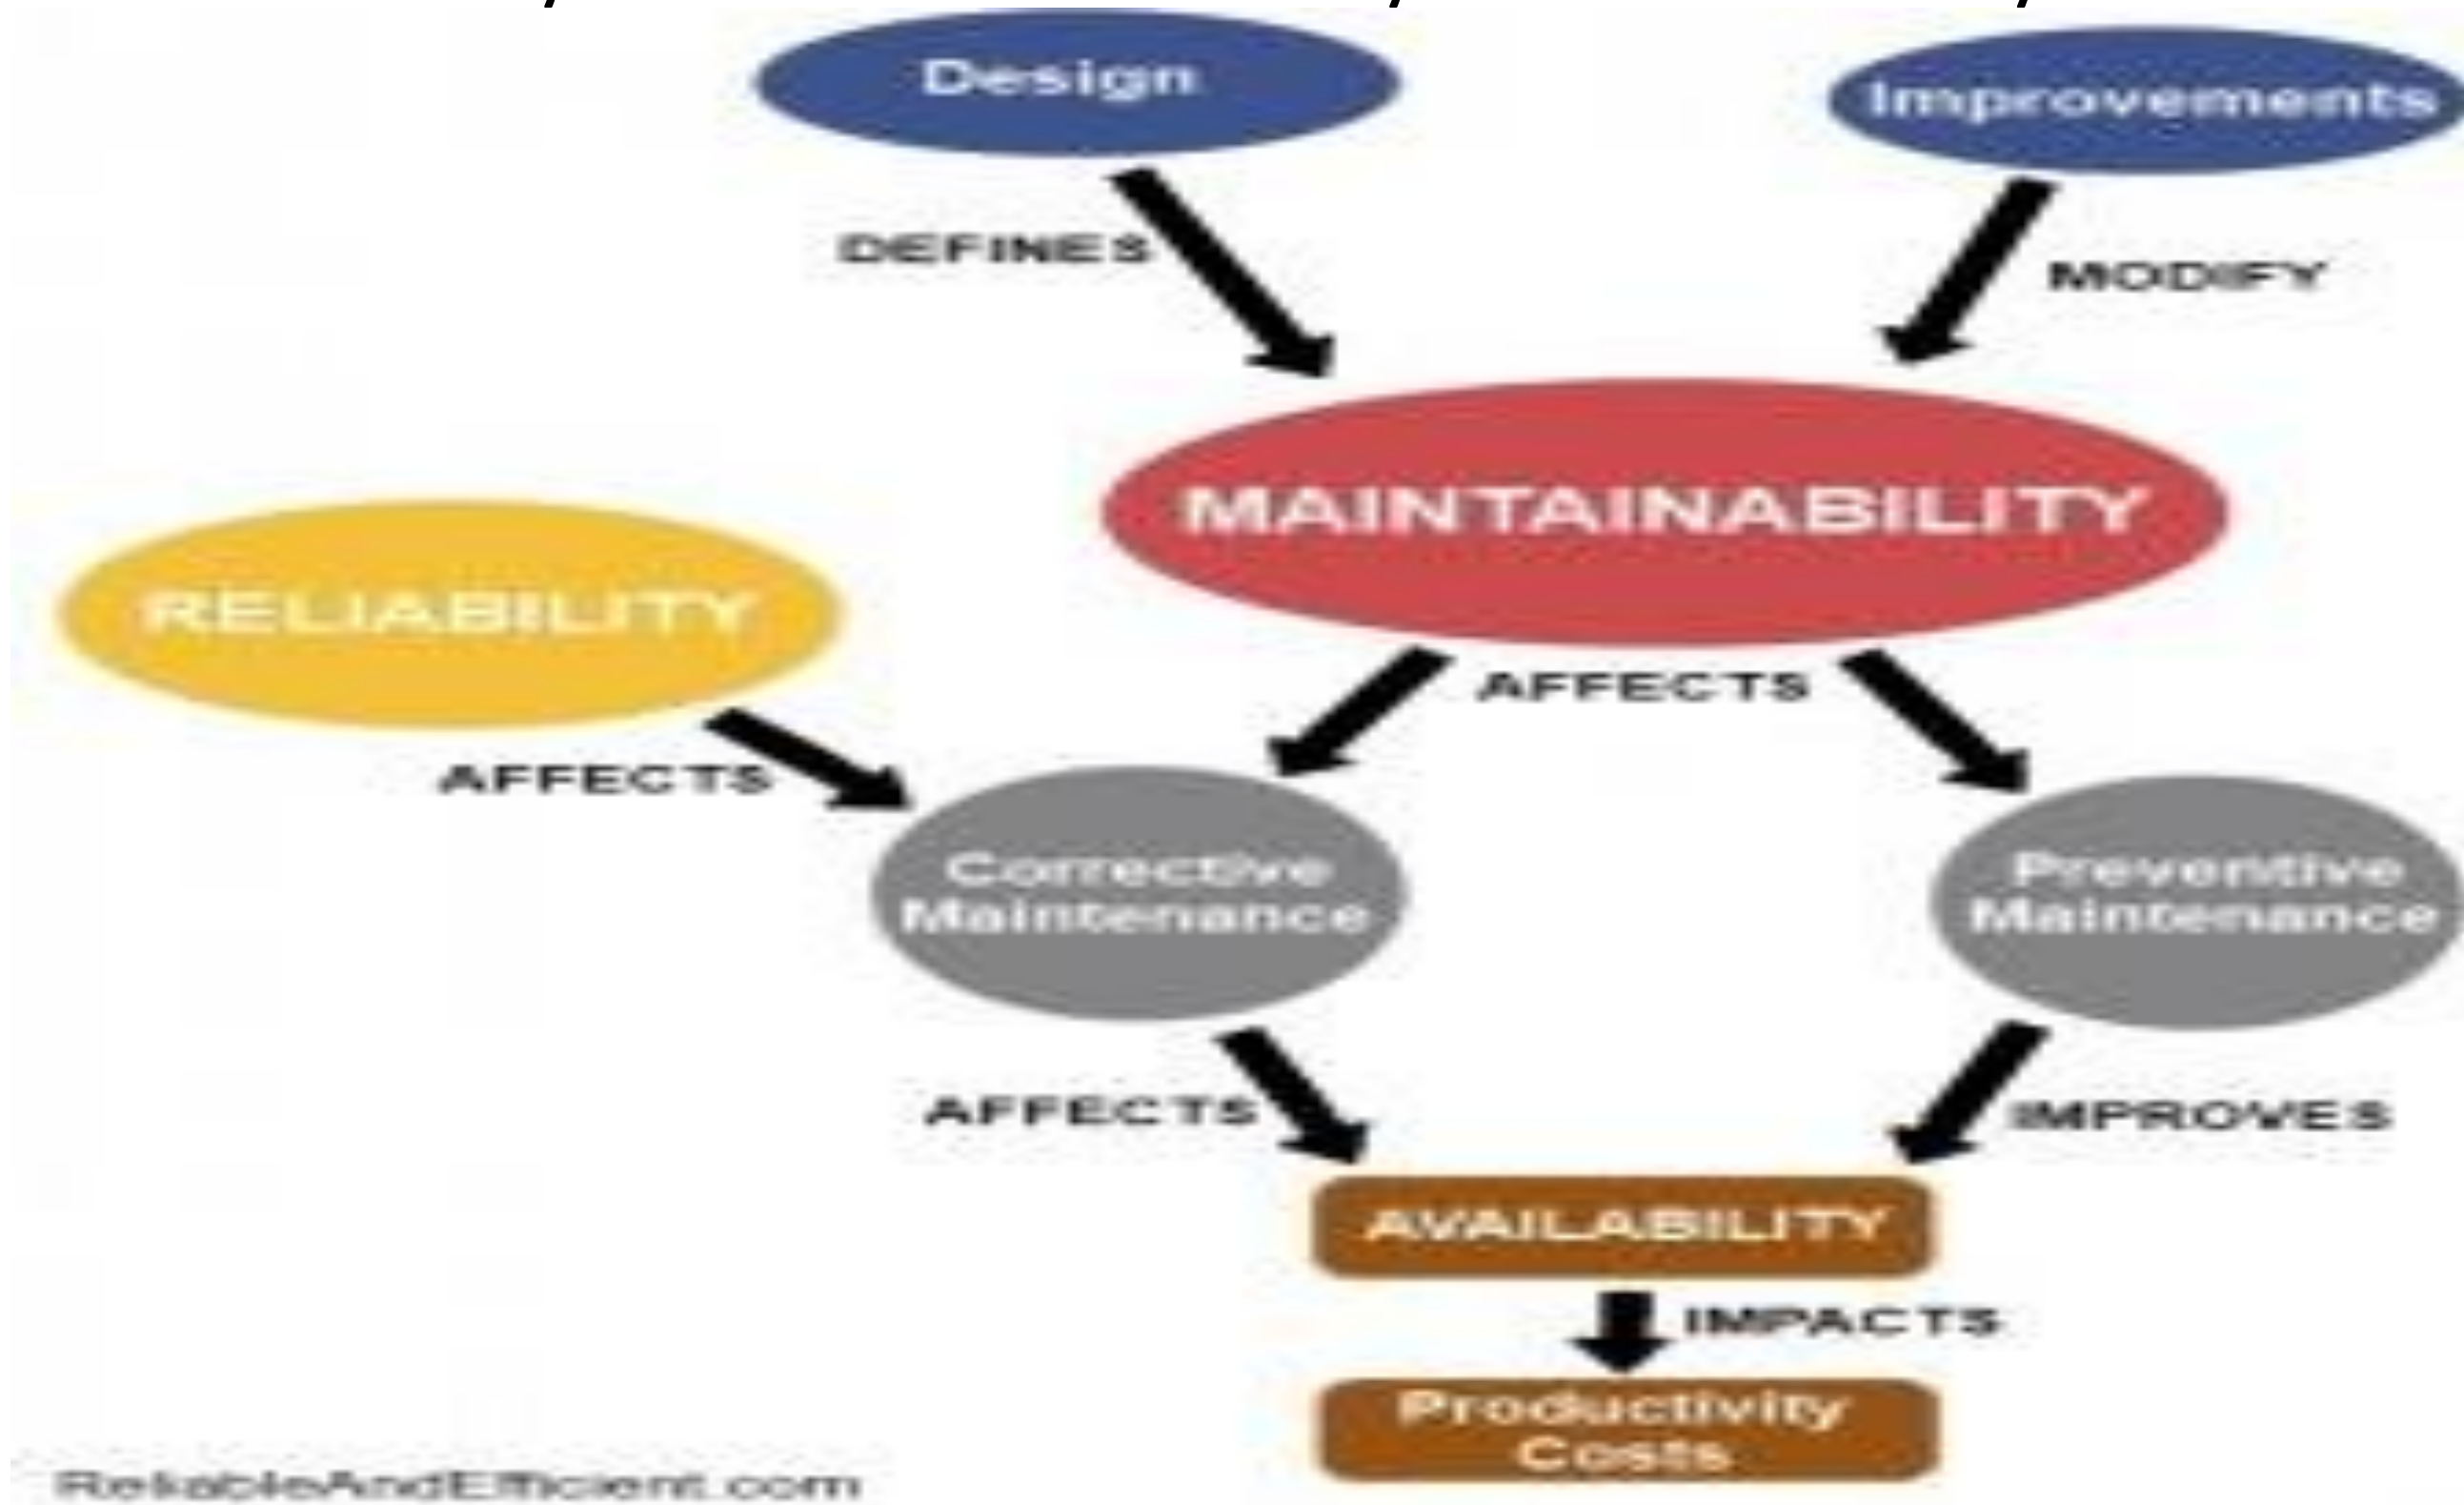 Design
Improvements
DEFINES
MODIFY
MAINTAINABILITY
RELIABILITY
AFFECTS
AFFECTS
Corrective
Maintenance
Preventive
Maintenance
AFFECTS
IMPROVES
AVAILABILITY
IMPACTS
Productivity
Costs
ReliableAndEfficient.com